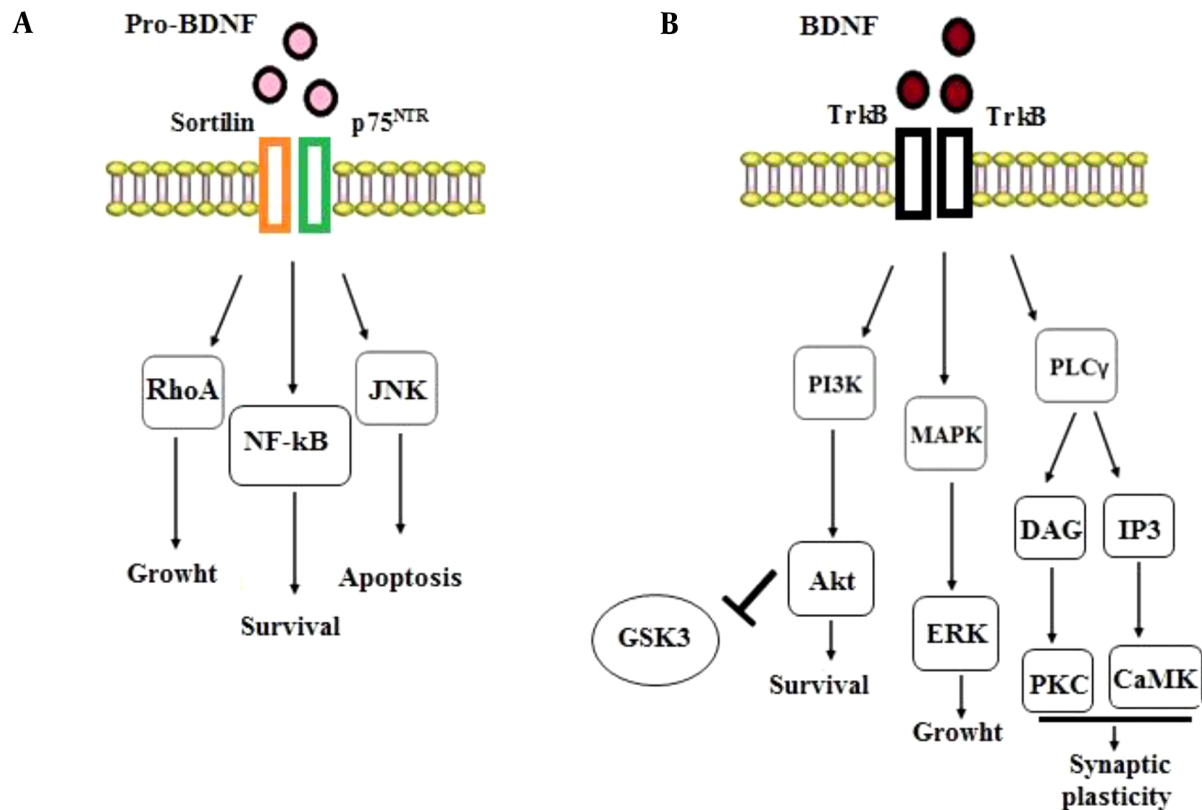 A
Pro-BDNF
Sortilin
p75NTR
RhoA
NF-kB
JNK
Growht
Survival
Apoptosis
B
BDNF
TrkB
TrkB
PI3K
MAPK
PLCγ
DAG
IP3
Akt
GSK3
ERK
PKC
CaMK
Survival
Growht
Synaptic
plasticity